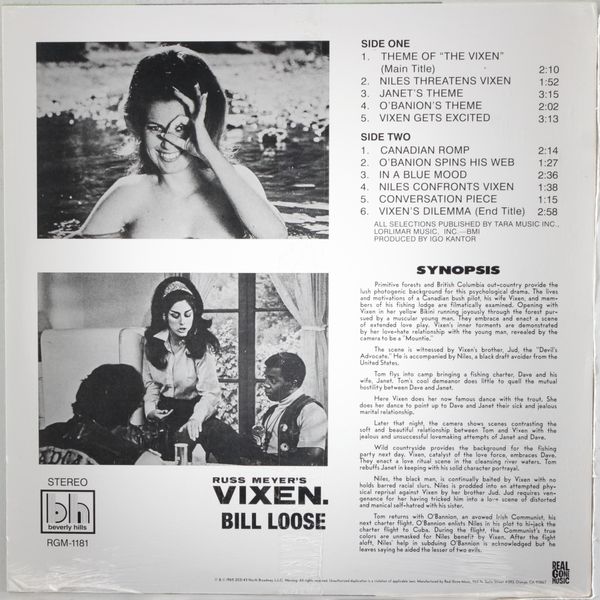 SIDE ONE
1. THEME OF "THE VIXEN"
(Main Title) 2:10
2. NILES THREATENS VIXEN 1:52
3. JANET'S THEME 3:15
4. O'BANION'S THEME 2:02
5. VIXEN GETS EXCITED 3:13
SIDE TWO
1. CANADIAN ROMP 2:14
2. O'BANION SPINS HIS WEB 1:27
3. IN A BLUE MOOD 2:36
4. NILES CONFRONTS VIXEN 1:38
5. CONVERSATION PIECE 1:15
6. VIXEN'S DILEMMA (End Title) 2:58
ALL SELECTIONS PUBLISHED BY TARA MUSIC INC.,
LORLIMAR MUSIC, INC.—BMI
PRODUCED BY IGO KANTOR
SYNOPSIS
Primitive forests and British Columbia out-country provide the
lush photogenic background for this psychological drama. The lives
and motivations of a Canadian bush pilot, his wife Vixen, and mem-
bers of his fishing lodge are filmatically examined. Opening with
Vixen in her yellow Bikini running joyously through the forest pur-
sued by a muscular young man. They embrace and enact a scene
of extended love play. Vixen's inner torments are demonstrated
by her love-hate relationship with the young man, revealed by the
camera to be a "Mountie."
The scene is witnessed by Vixen's brother, Jud, the "Devil's
Advocate." He is accompanied by Niles, a black draft avoider from the
United States.
Tom flys into camp bringing a fishing charter, Dave and his
wife, Janet. Tom's cool demeanor does little to quell the mutual
hostility between Dave and Janet.
Here Vixen does her now famous dance with the trout. She
does her dance to point up to Dave and Janet their sick and jealous
marital relationship.
Later that night, the camera shows scenes contrasting the
soft and beautiful relationship between Tom and Vixen with the
jealous and unsuccessful lovemaking attempts of Janet and Dave.
Wild countryside provides the background for the fishing
party next day. Vixen, catalyst of the love force, embraces Dave.
They enact a love ritual scene in the cleansing river waters. Tom
rebuffs Janet in keeping with his solid character portrayal.
Niles, the black man, is continually baited by Vixen with no
holds barred racial slurs. Niles is prodded into an attempted phy-
sical reprisal against Vixen by her brother Jud. Jud requires ven-
geance for her having tricked him into a love scene of distorted
and manical self-hatred with his sister.
Tom returns with O'Bannion, an avowed Irish Communist, his
next charter flight. O'Bannion enlists Niles in his plot to hi-jack the
charter flight to Cuba. During the flight, the Communist's true
colors are unmasked for Niles benefit by Vixen. After the flight
aloft, Niles' help in subduing O'Bannion is acknowledged but he
leaves saying he aided the lesser of two evils.
STEREO
bh
beverly hills
RGM-1181
RUSS MEYER'S
VIXEN.
BILL LOOSE
REAL
GONE
MUSIC